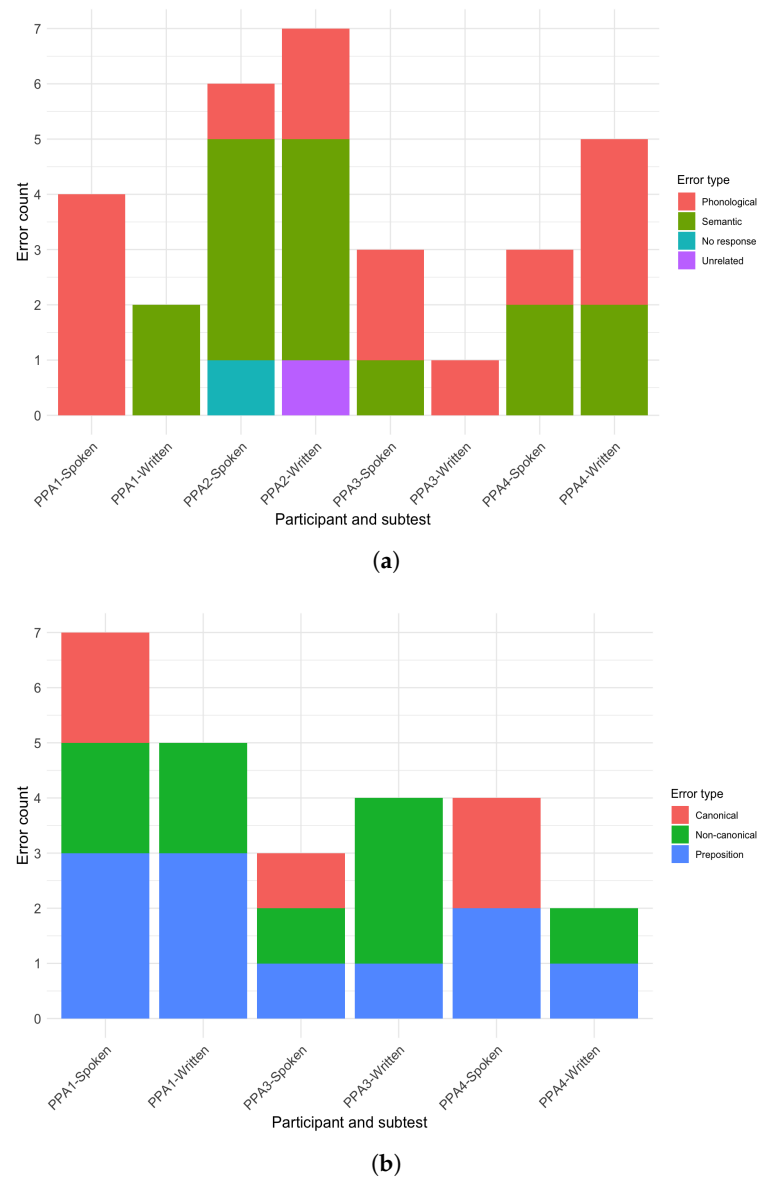 7
6
5
4
3
2
1
0
Error count
PPA1-Spoken
PPA1-Written
PPA2-Spoken
PPA2-Written
PPA3-Spoken
PPA3-Written
PPA4-Spoken
PPA4-Written
Participant and subtest
Error type
Phonological
Semantic
No response
Unrelated
(a)
7
6
5
4
3
2
1
0
Error count
PPA1-Spoken
PPA1-Written
PPA3-Spoken
PPA3-Written
PPA4-Spoken
PPA4-Written
Participant and subtest
Error type
Canonical
Non-canonical
Preposition
(b)